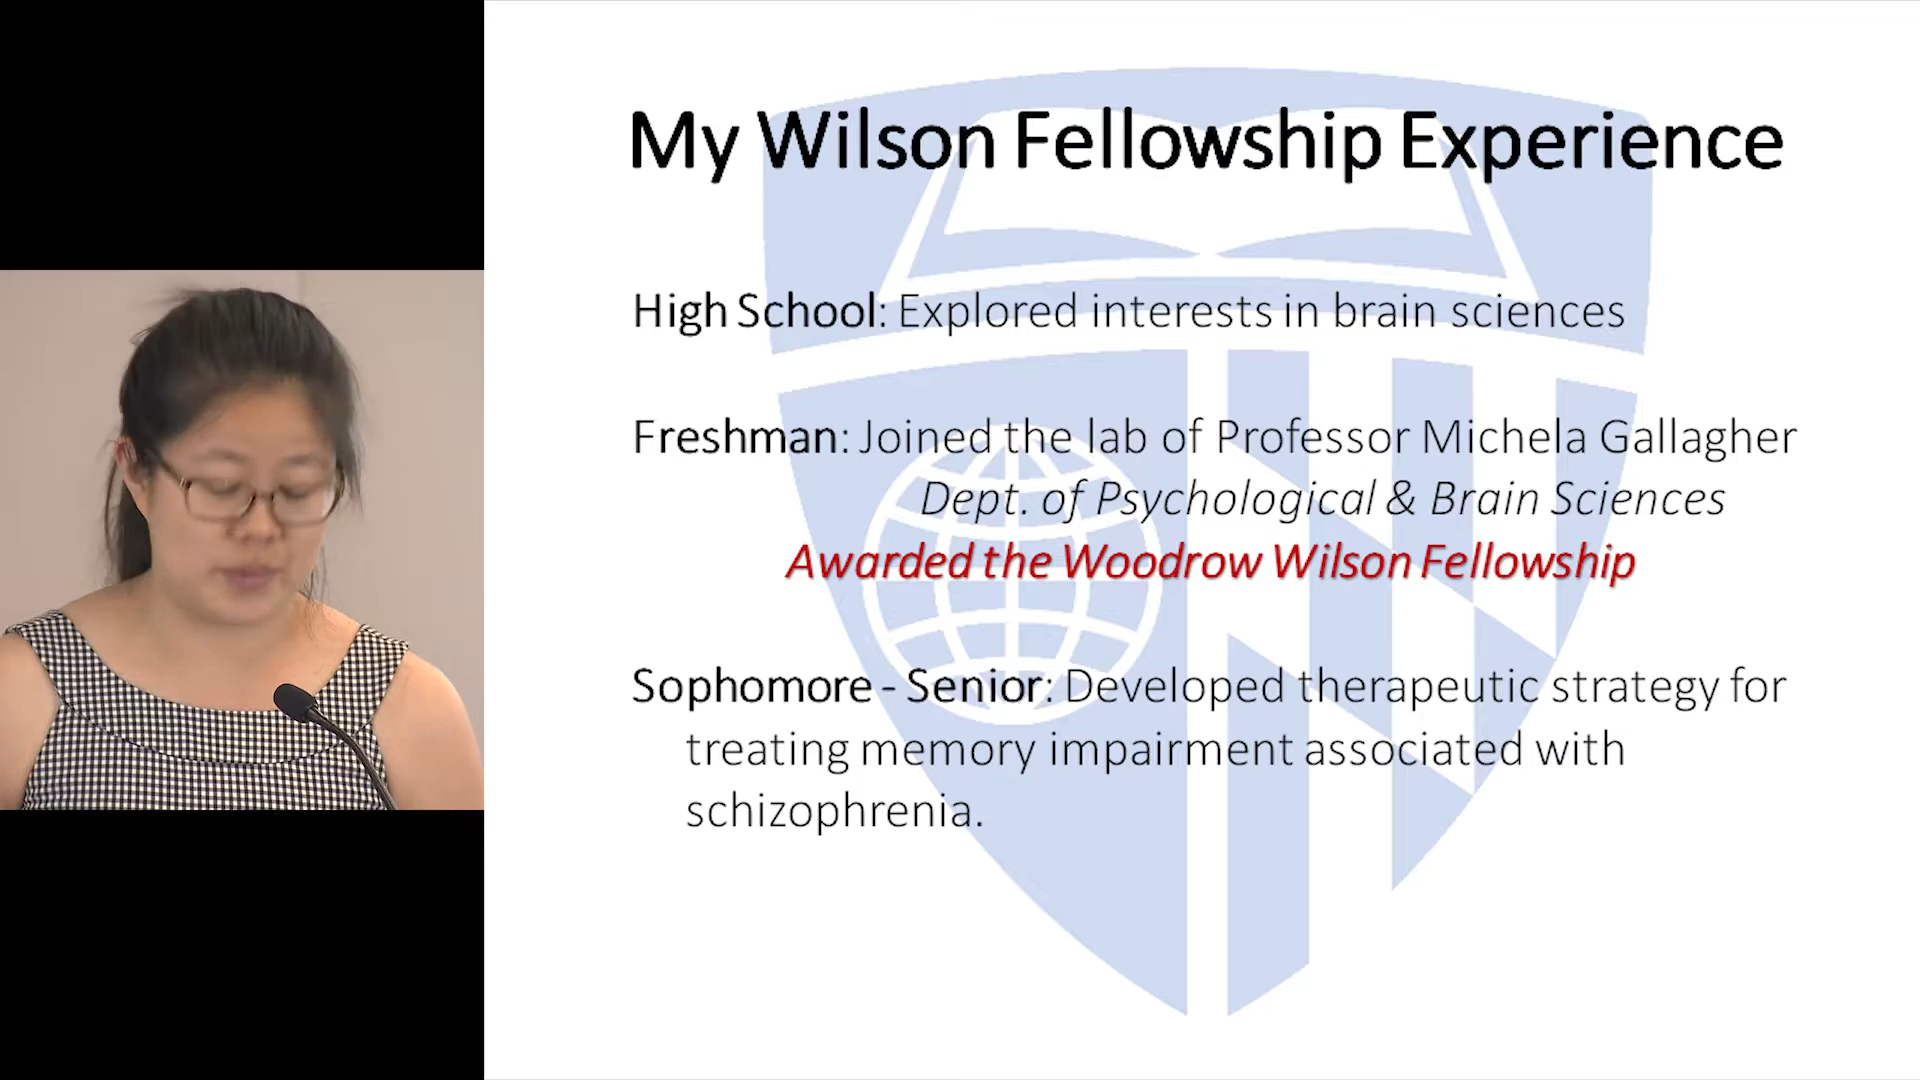 My Wilson Fellowship Experience
High School: Explored interests in brain sciences
Freshman: Joined the lab of Professor Michela Gallagher
Dept. of Psychological & Brain Sciences
Awarded the Woodrow Wilson Fellowship
Sophomore - Senior: Developed therapeutic strategy for
treating memory impairment associated with
schizophrenia.